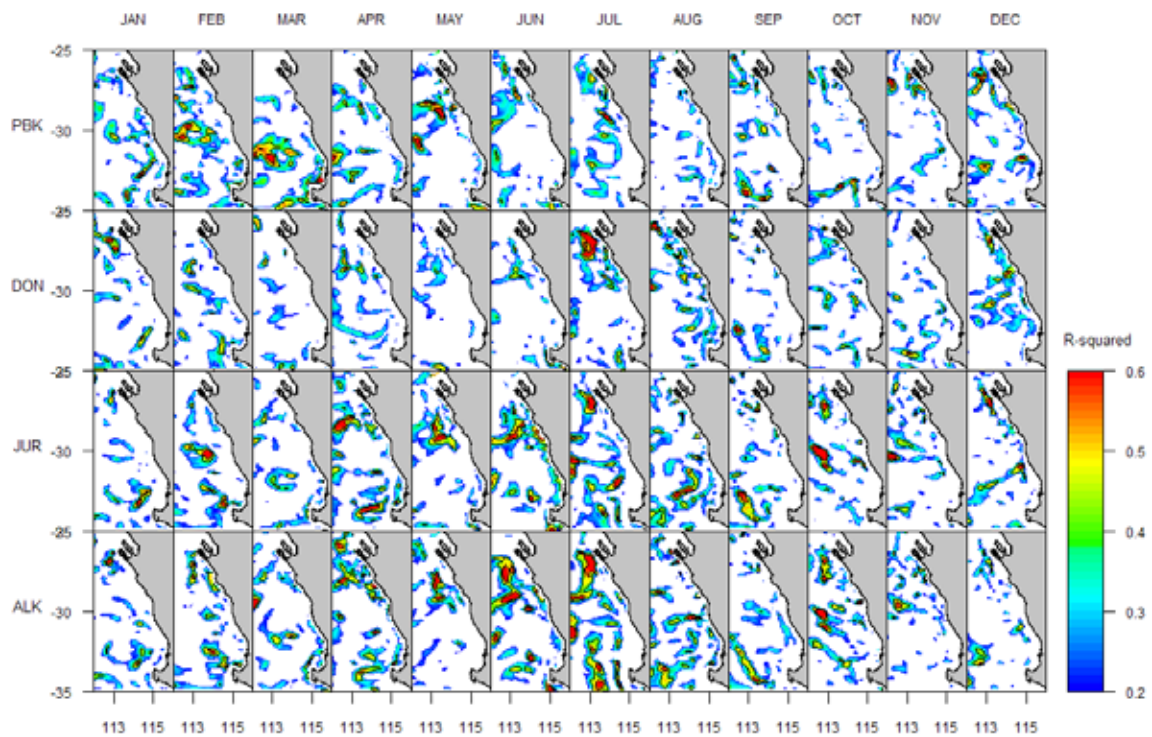 JAN FEB MAR APR MAY JUN JUL AUG SEP OCT NOV DEC
-25
PBK -30
-25
DON -30
R-squared
-25 0.6
JUR -30 0.5
-25 0.4
ALK -30 0.3
-35 0.2
113 115 113 115 113 115 113 115 113 115 113 115 113 115 113 115 113 115 113 115 113 115 113 115